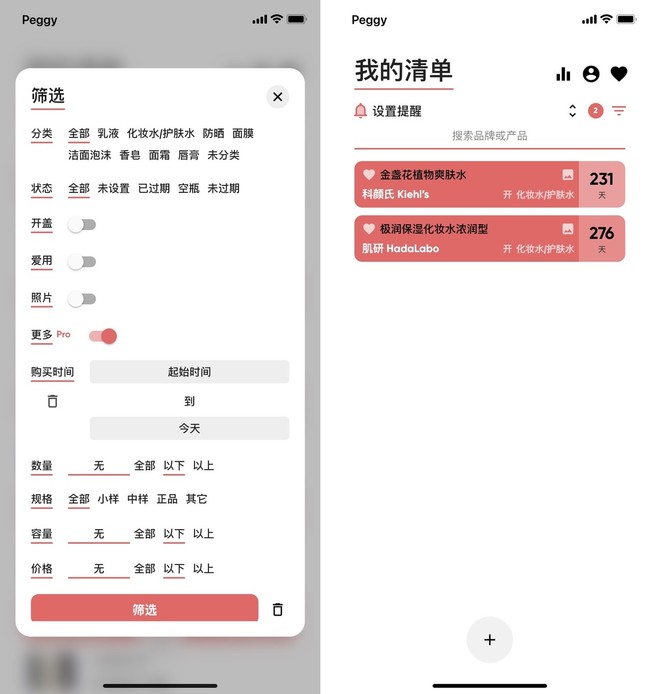 Peggy
筛选
分类 全部 乳液 化妆水/护肤水 防晒 面膜
洁面泡沫 香皂 面霜 唇膏 未分类
状态 全部 未设置 已过期 空瓶 未过期
开盖
爱用
照片
更多 Pro
购买时间 起始时间
到
今天
数量 无 全部 以下 以上
规格 全部 小样 中样 正品 其它
容量 无 全部 以下 以上
价格 无 全部 以下 以上
筛选
Peggy
我的清单
设置提醒 2
搜索品牌或产品
金盏花植物爽肤水 231
科颜氏 Kiehl's 开 化妆水/护肤水 天
极润保湿化妆水浓润型 276
肌研 HadaLabo 开 化妆水/护肤水 天